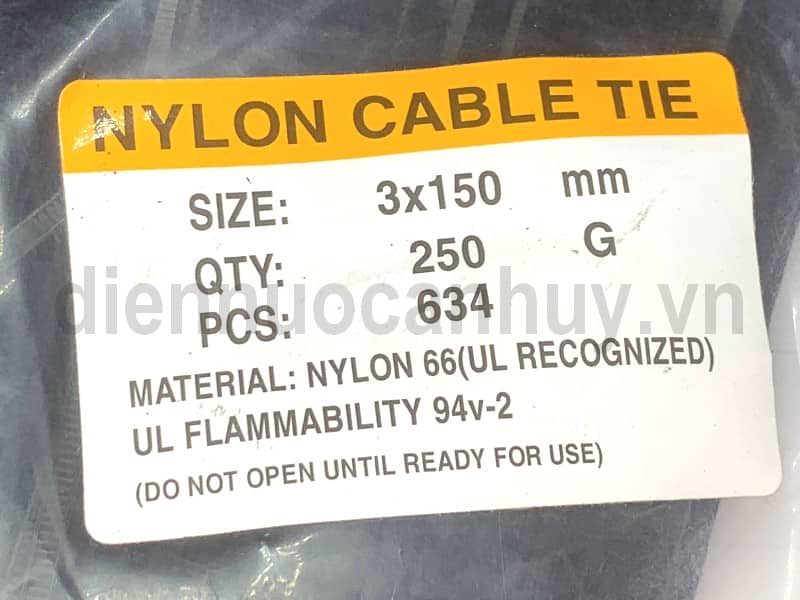 NYLON CABLE TIE
SIZE: 3x150 mm
QTY: 250 G
diennuocanhuy.vn
PCS: 634
MATERIAL: NYLON 66(UL RECOGNIZED)
UL FLAMMABILITY 94v-2
(DO NOT OPEN UNTIL READY FOR USE)